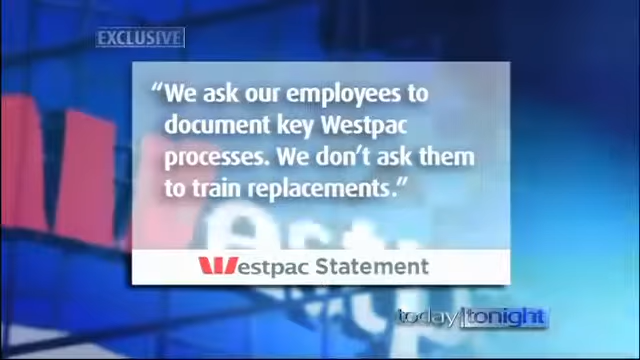 EXCLUSIVE
“We ask our employees to
document key Westpac
processes. We don’t ask them
to train replacements.”
Westpac Statement
today tonight